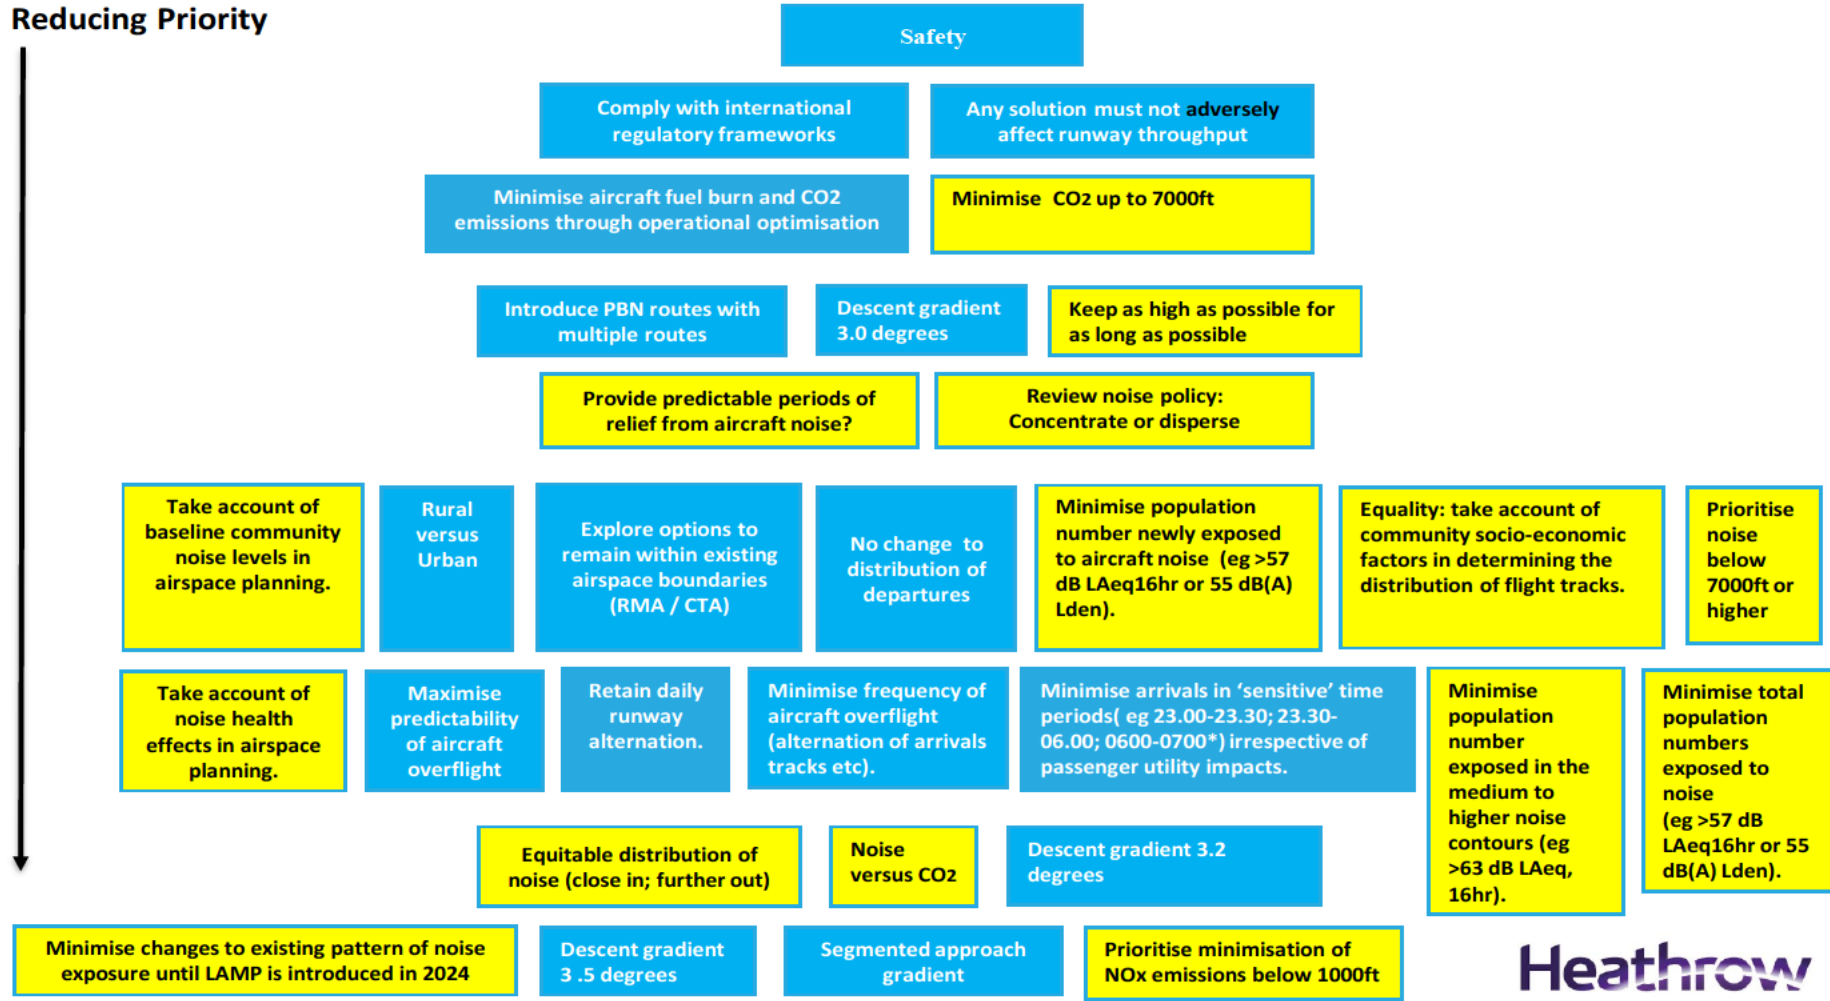 Reducing Priority
Safety
Comply with international
regulatory frameworks
Any solution must not adversely
affect runway throughput
Minimise aircraft fuel burn and CO2
emissions through operational optimisation
Minimise CO2 up to 7000ft
Introduce PBN routes with
multiple routes
Descent gradient
3.0 degrees
Keep as high as possible for
as long as possible
Provide predictable periods of
relief from aircraft noise?
Review noise policy:
Concentrate or disperse
Take account of
baseline community
noise levels in
airspace planning.
Rural
versus
Urban
Explore options to
remain within existing
airspace boundaries
(RMA / CTA)
No change to
distribution of
departures
Minimise population
number newly exposed
to aircraft noise (eg >57
dB LAeq16hr or 55 dB(A)
Lden).
Equality: take account of
community socio-economic
factors in determining the
distribution of flight tracks.
Prioritise
noise
below
7000ft or
higher
Take account of
noise health
effects in airspace
planning.
Maximise
predictability
of aircraft
overflight
Retain daily
runway
alternation.
Minimise frequency of
aircraft overflight
(alternation of arrivals
tracks etc).
Minimise arrivals in ‘sensitive’ time
periods( eg 23.00-23.30; 23.30-
06.00; 0600-0700*) irrespective of
passenger utility impacts.
Minimise
population
number
exposed in the
medium to
higher noise
contours (eg
>63 dB LAeq,
16hr).
Minimise total
population
numbers
exposed to
noise
(eg >57 dB
LAeq16hr or 55
dB(A) Lden).
Equitable distribution of
noise (close in; further out)
Noise
versus CO2
Descent gradient 3.2
degrees
Minimise changes to existing pattern of noise
exposure until LAMP is introduced in 2024
Descent gradient
3 .5 degrees
Segmented approach
gradient
Prioritise minimisation of
NOx emissions below 1000ft
Heathrow